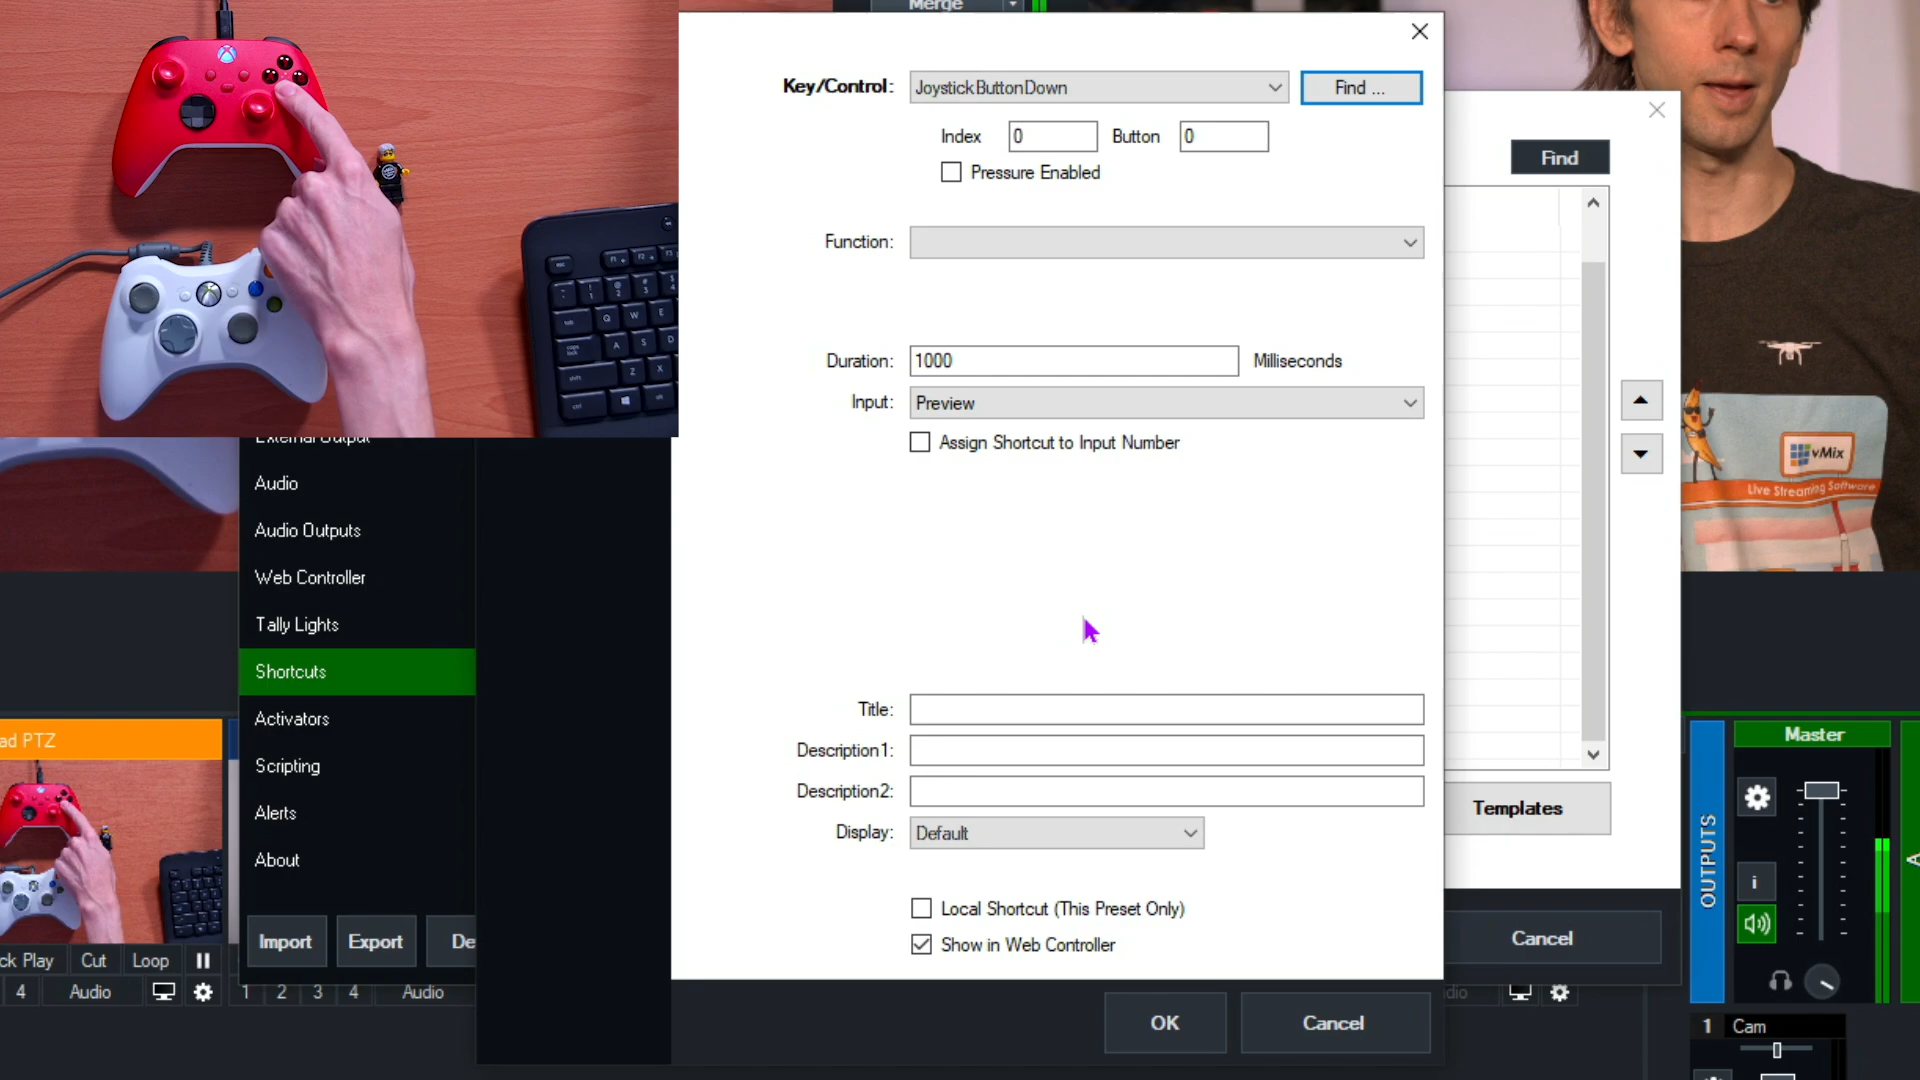 Merge
Key/Control:
JoystickButtonDown
Find ...
Index
0
Button
0
Pressure Enabled
Find
Function:
Duration:
1000
Milliseconds
Input:
Preview
Assign Shortcut to Input Number
vMix
Live Streaming Software
External Output
Audio
Audio Outputs
Web Controller
Tally Lights
Shortcuts
Activators
Scripting
Alerts
About
Title:
Description1:
Description2:
Display:
Default
Templates
Local Shortcut (This Preset Only)
Show in Web Controller
Import
Export
De
OK
Cancel
Cancel
ad PTZ
ck Play
Cut
Loop
4
Audio
1
2
3
4
Audio
dio
OUTPUTS
Master
A
1
Cam